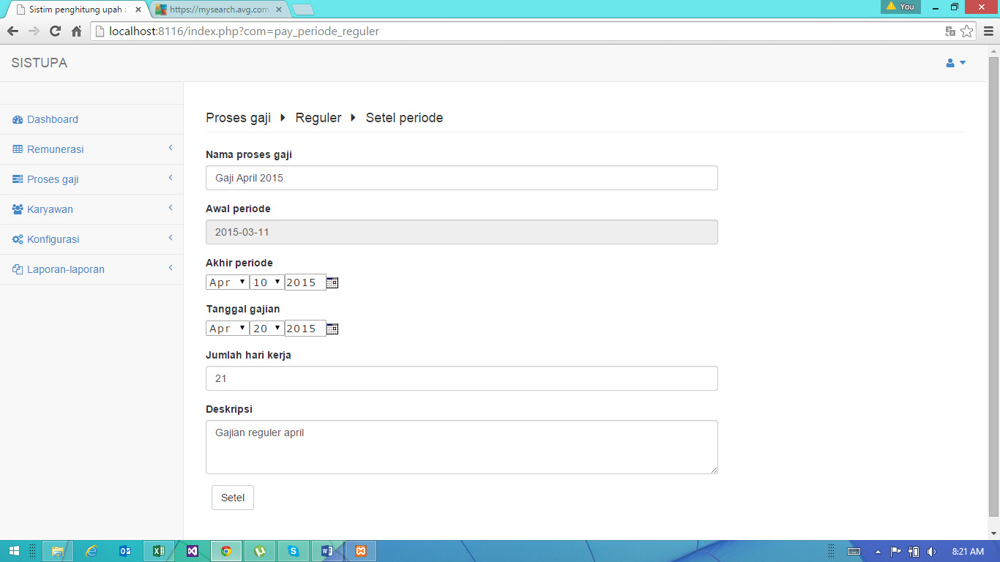 Sistim penghitung upah :
https://mysearch.avg.com
You
localhost:8116/index.php?com=pay_periode_reguler
SISTUPA
Dashboard
Remunerasi
Proses gaji
Karyawan
Konfigurasi
Laporan-laporan
Proses gaji Reguler Setel periode
Nama proses gaji
Gaji April 2015
Awal periode
2015-03-11
Akhir periode
Apr 10 2015
Tanggal gajian
Apr 20 2015
Jumlah hari kerja
21
Deskripsi
Gajian reguler april
Setel
8:21 AM